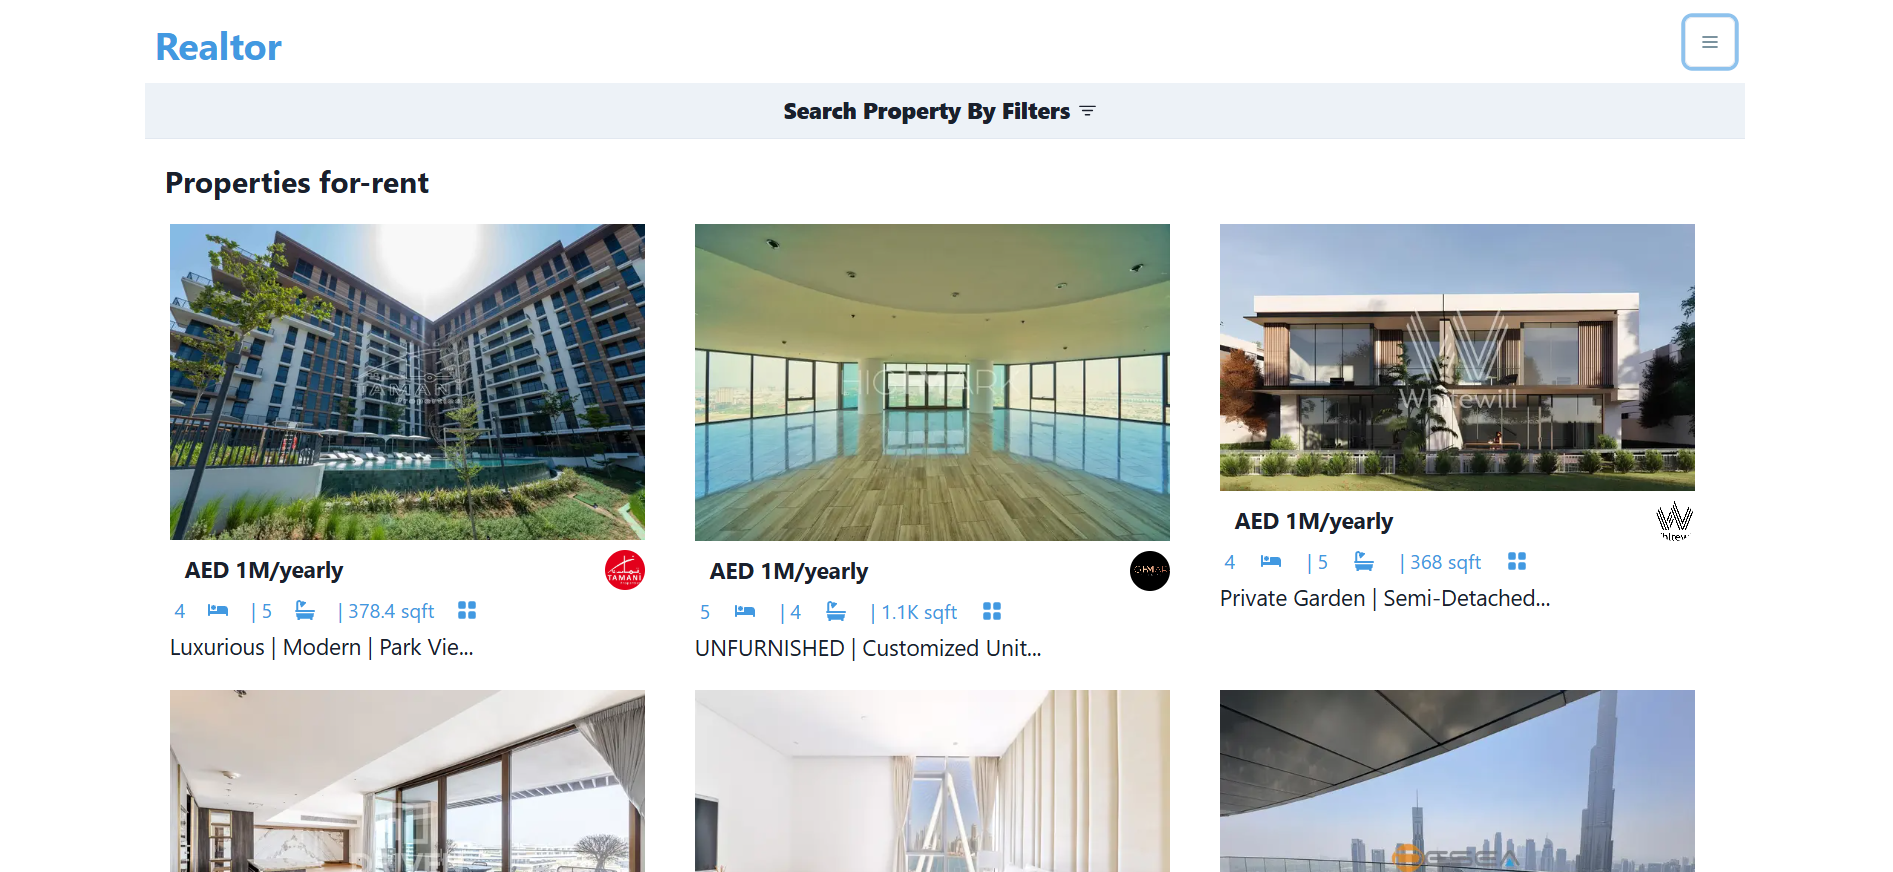 Realtor
Search Property By Filters
Properties for-rent
TAMANI
Properties
HIGHMARK
Whitewill
AED 1M/yearly
TAMANI
4 | 5 | 378.4 sqft
Luxurious | Modern | Park Vie...
AED 1M/yearly
5 | 4 | 1.1K sqft
UNFURNISHED | Customized Unit...
AED 1M/yearly
4 | 5 | 368 sqft
Private Garden | Semi-Detached...